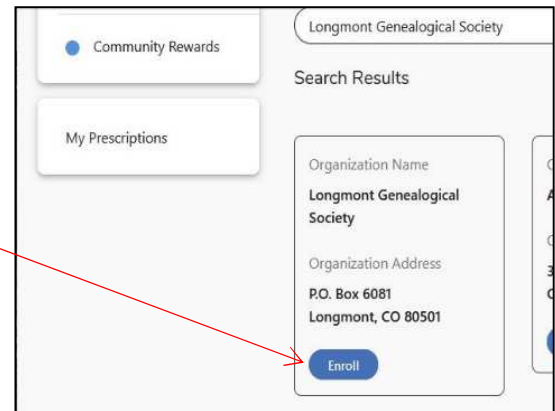 Community Rewards
My Prescriptions
Longmont Genealogical Society
Search Results
Organization Name
Longmont Genealogical
Society
Organization Address
P.O. Box 6081
Longmont, CO 80501
Enroll